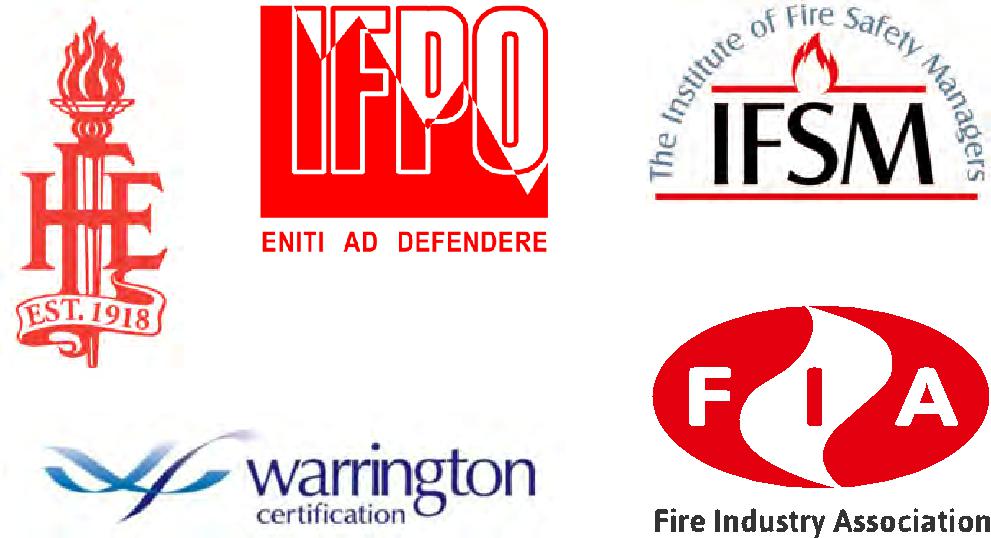 IFE
EST. 1918
IFPO
ENITI AD DEFENDERE
The Institute of Fire Safety Managers
IFSM
warrington
certification
F I A
Fire Industry Association